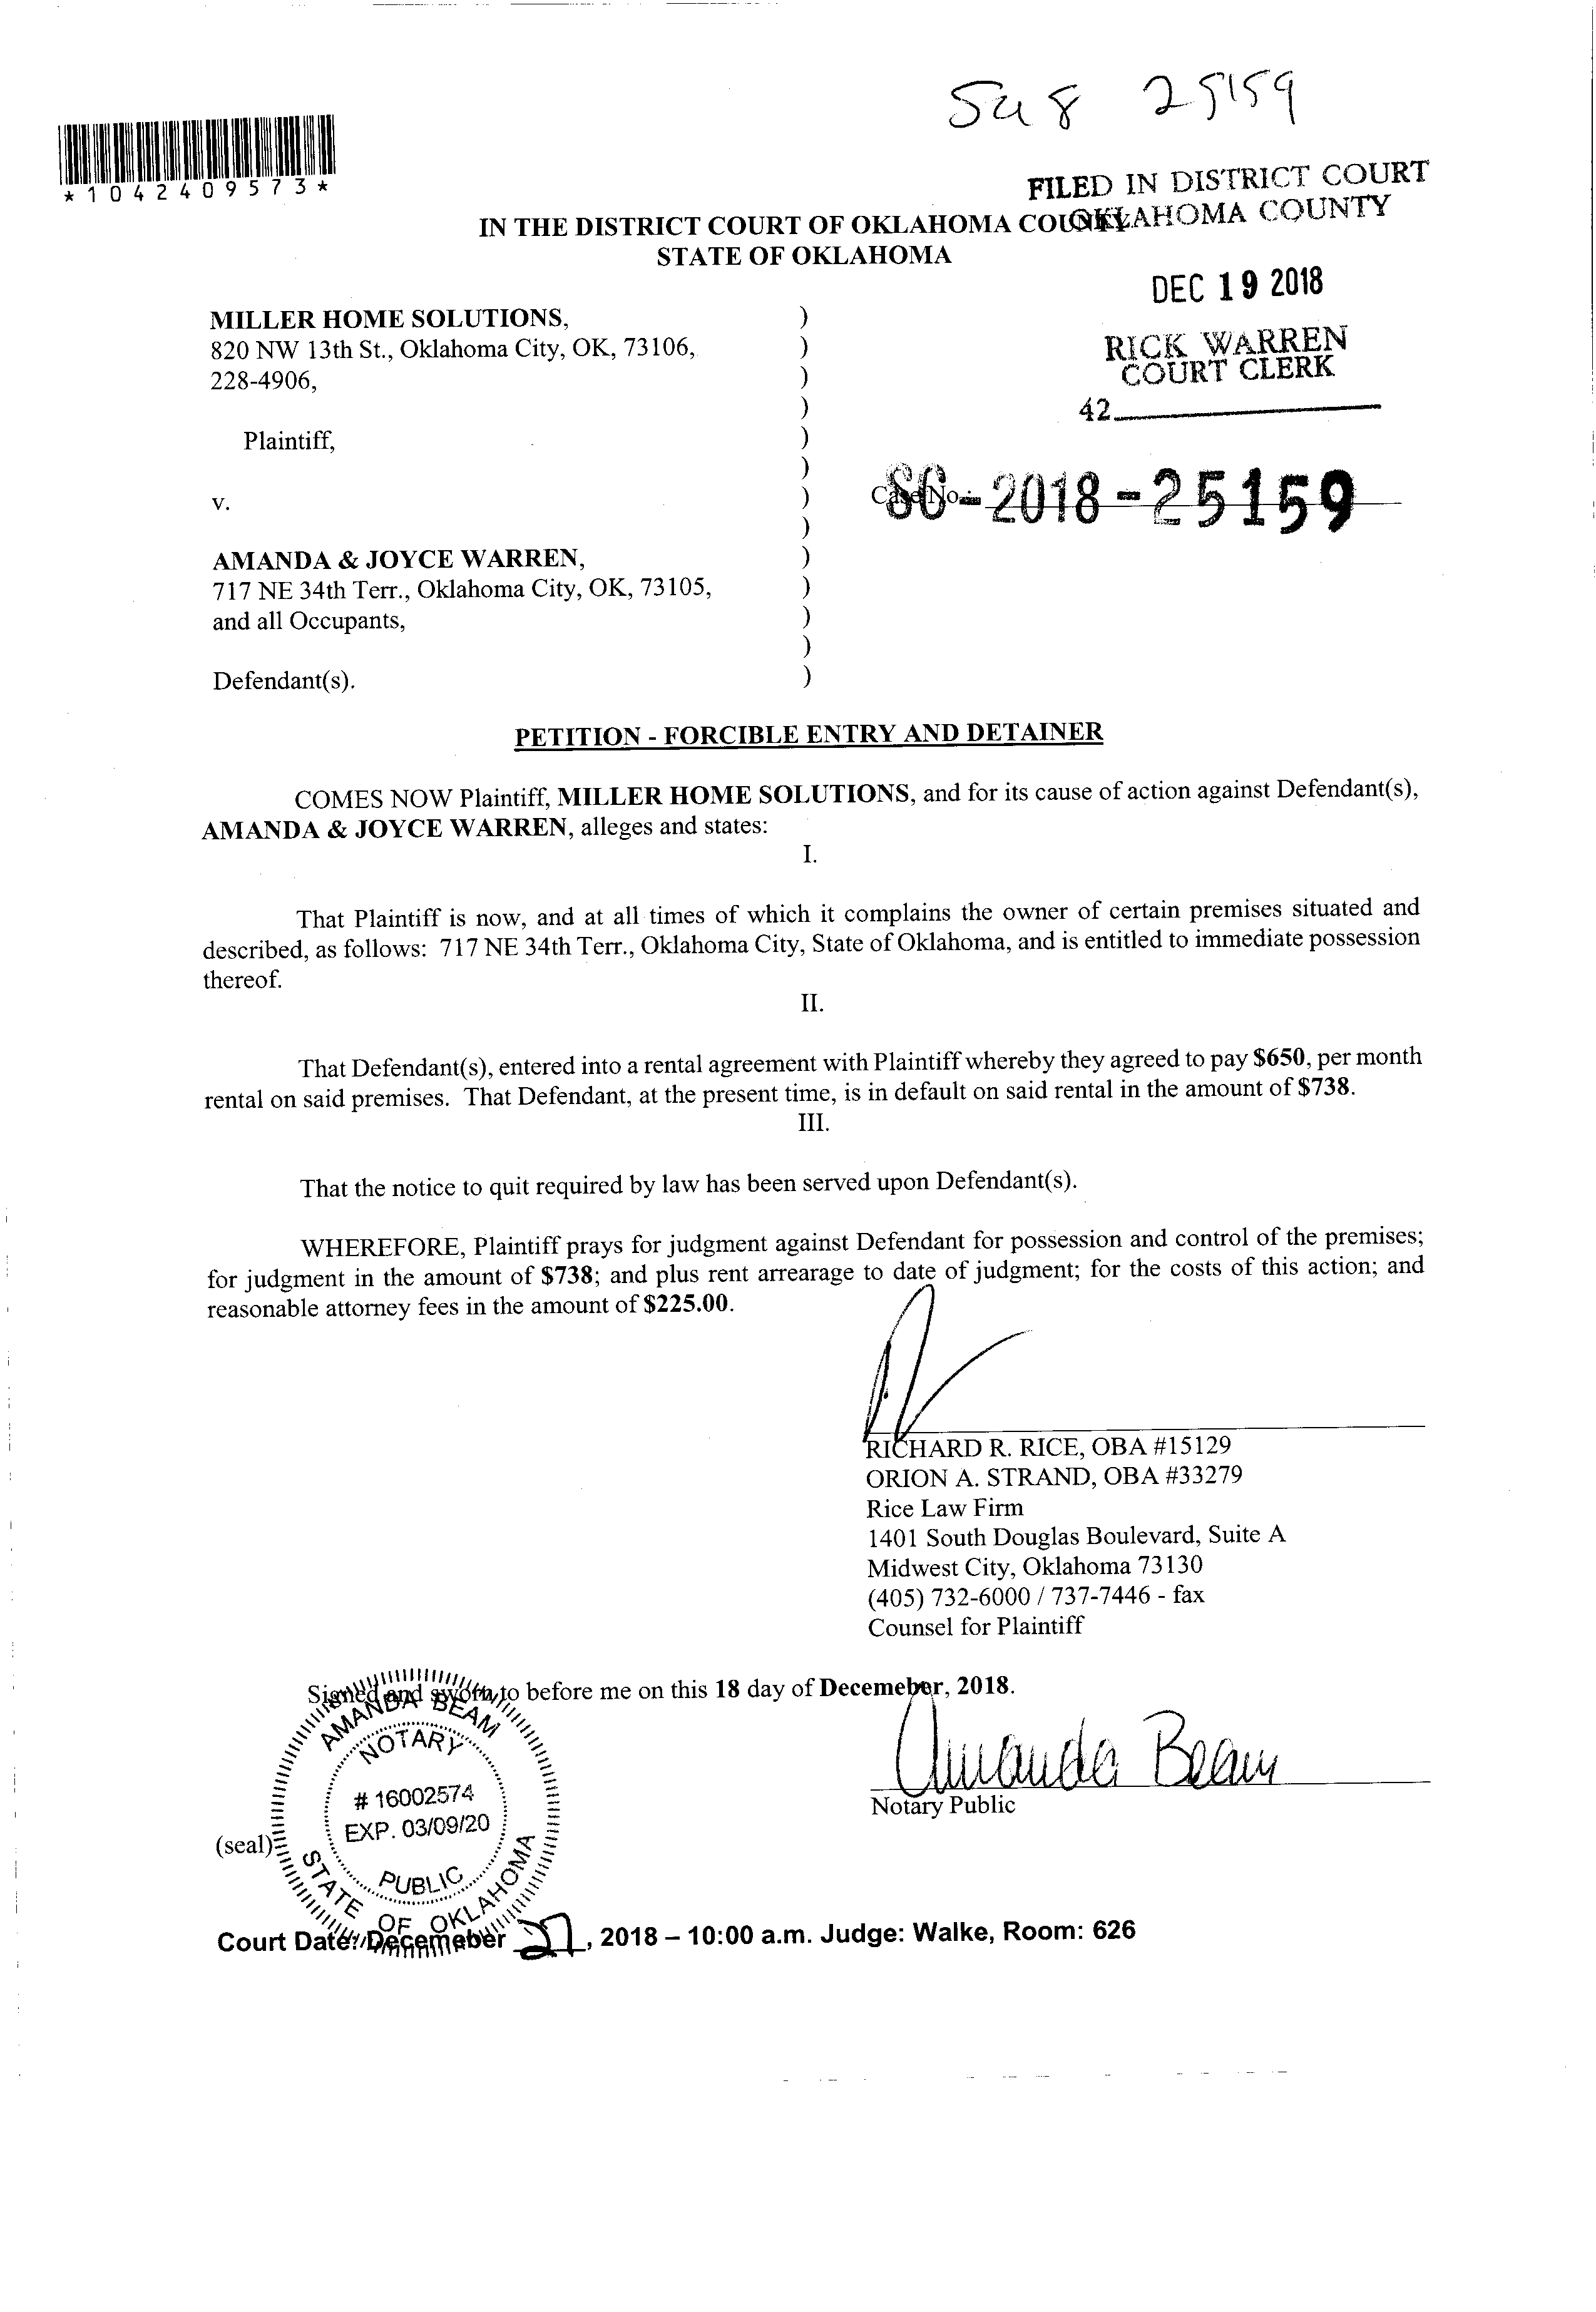 Su 8 25159
*1042409573*
FILED IN DISTRICT COURT
OKLAHOMA COUNTY
IN THE DISTRICT COURT OF OKLAHOMA COUNTY
STATE OF OKLAHOMA
DEC 19 2018
RICK WARREN
COURT CLERK
42
MILLER HOME SOLUTIONS, )
820 NW 13th St., Oklahoma City, OK, 73106, )
228-4906, )
)
Plaintiff, )
)
v. ) Case No.: SC-2018-25159
)
AMANDA & JOYCE WARREN, )
717 NE 34th Terr., Oklahoma City, OK, 73105, )
and all Occupants, )
)
Defendant(s). )
PETITION - FORCIBLE ENTRY AND DETAINER
COMES NOW Plaintiff, MILLER HOME SOLUTIONS, and for its cause of action against Defendant(s),
AMANDA & JOYCE WARREN, alleges and states:
I.
That Plaintiff is now, and at all times of which it complains the owner of certain premises situated and
described, as follows: 717 NE 34th Terr., Oklahoma City, State of Oklahoma, and is entitled to immediate possession
thereof.
II.
That Defendant(s), entered into a rental agreement with Plaintiff whereby they agreed to pay $650, per month
rental on said premises. That Defendant, at the present time, is in default on said rental in the amount of $738.
III.
That the notice to quit required by law has been served upon Defendant(s).
WHEREFORE, Plaintiff prays for judgment against Defendant for possession and control of the premises;
for judgment in the amount of $738; and plus rent arrearage to date of judgment; for the costs of this action; and
reasonable attorney fees in the amount of $225.00.
RICHARD R. RICE, OBA #15129
ORION A. STRAND, OBA #33279
Rice Law Firm
1401 South Douglas Boulevard, Suite A
Midwest City, Oklahoma 73130
(405) 732-6000 / 737-7446 - fax
Counsel for Plaintiff
Signed and sworn to before me on this 18 day of Decemeber, 2018.
Amanda Beam
Notary Public
AMANDA BEAM
NOTARY
# 16002574
EXP. 03/09/20
PUBLIC
STATE OF OKLAHOMA
(seal)
Court Date: Decemeber 27, 2018 – 10:00 a.m. Judge: Walke, Room: 626